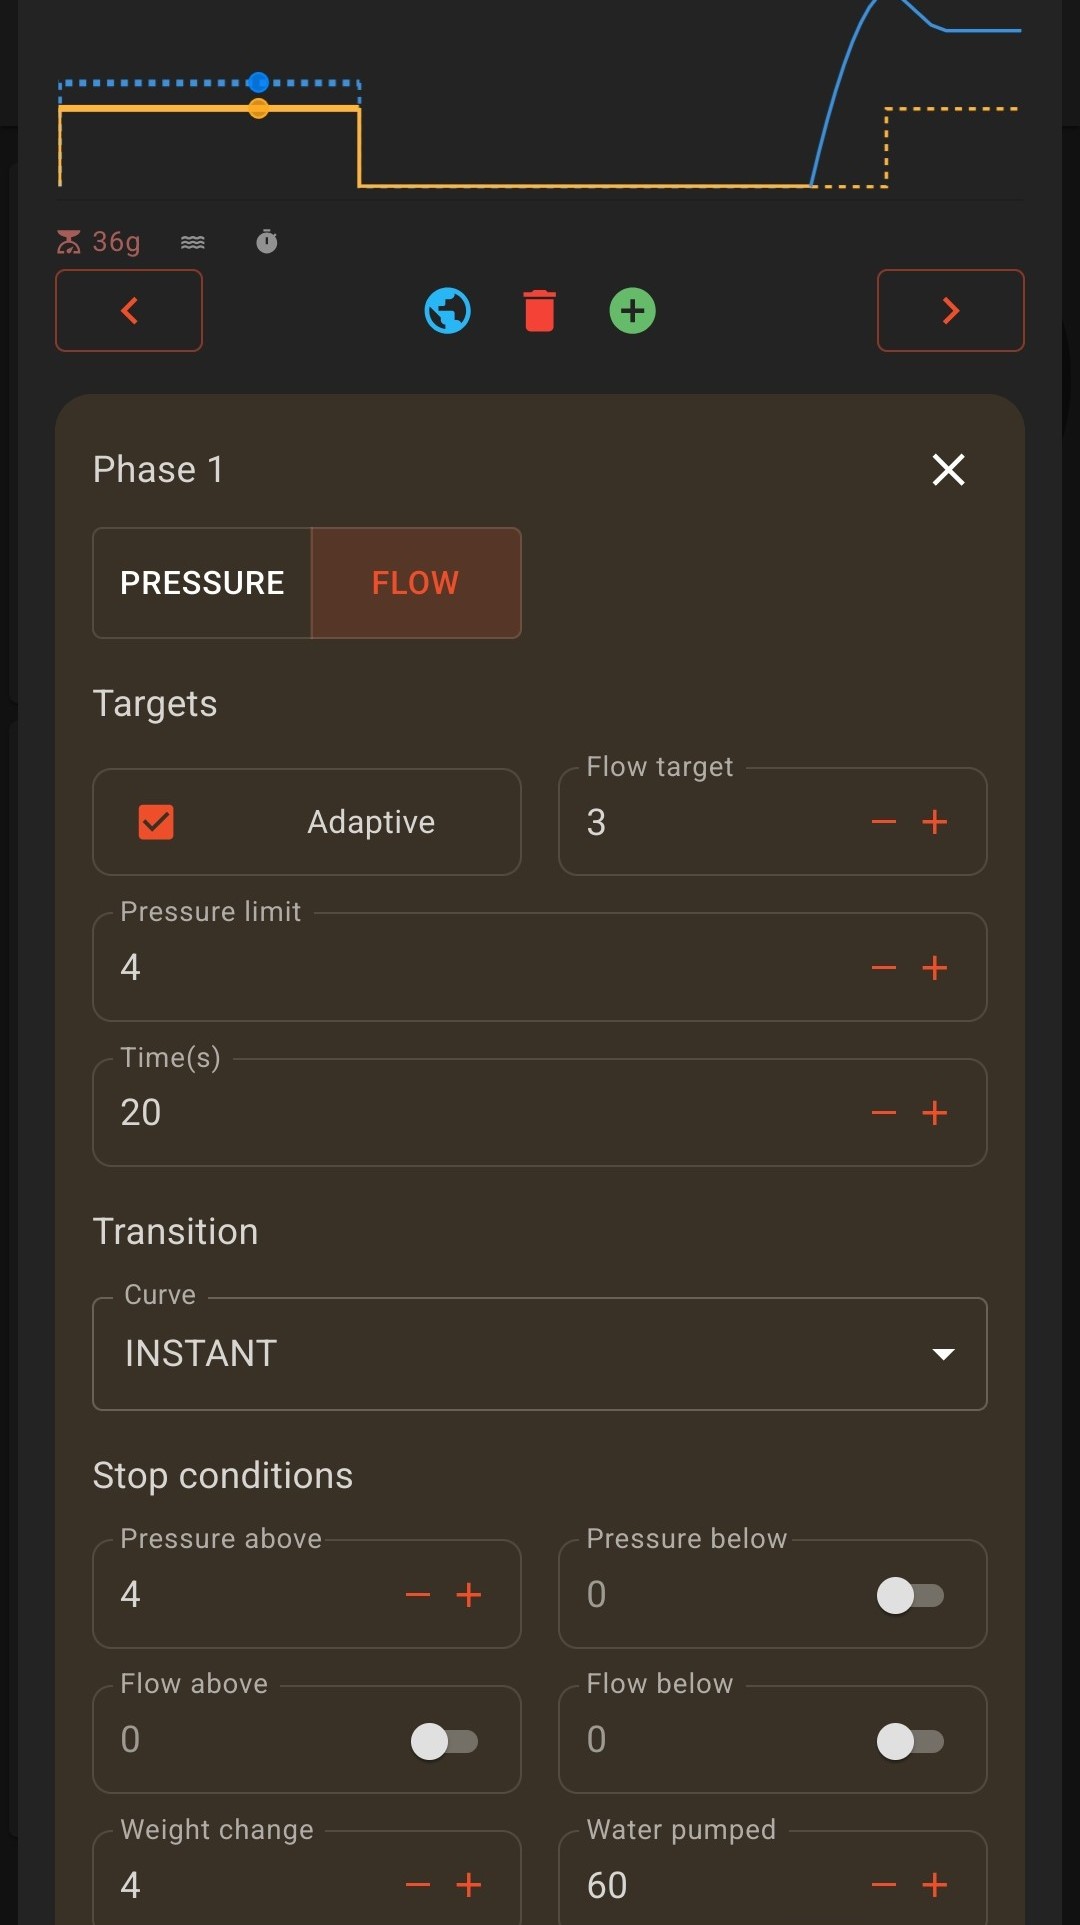 36g
Phase 1
PRESSURE FLOW
Targets
Adaptive
Flow target
3
Pressure limit
4
Time(s)
20
Transition
Curve
INSTANT
Stop conditions
Pressure above
4
Pressure below
0
Flow above
0
Flow below
0
Weight change
4
Water pumped
60